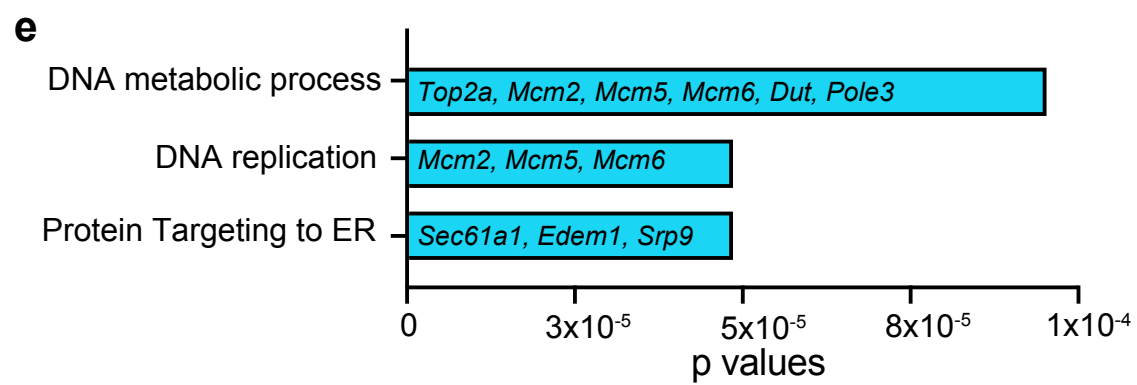 e
DNA metabolic process
Top2a, Mcm2, Mcm5, Mcm6, Dut, Pole3
DNA replication
Mcm2, Mcm5, Mcm6
Protein Targeting to ER
Sec61a1, Edem1, Srp9
0 3x10⁻⁵ 5x10⁻⁵ 8x10⁻⁵ 1x10⁻⁴
p values